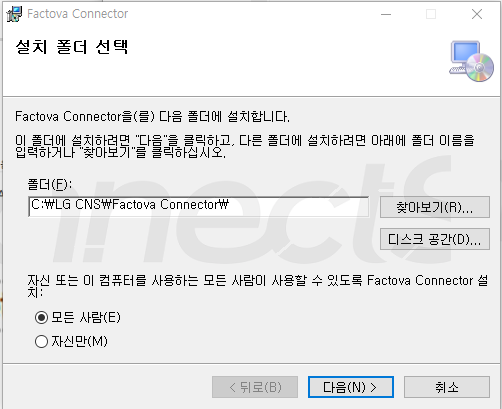 Factova Connector
설치 폴더 선택
Factova Connector을(를) 다음 폴더에 설치합니다.
이 폴더에 설치하려면 "다음"을 클릭하고, 다른 폴더에 설치하려면 아래에 폴더 이름을
입력하거나 "찾아보기"를 클릭하십시오.
폴더(F):
C:\LG CNS\Factova Connector\
찾아보기(R)...
디스크 공간(D)...
자신 또는 이 컴퓨터를 사용하는 모든 사람이 사용할 수 있도록 Factova Connector 설
치:
모든 사람(E)
자신만(M)
< 뒤로(B)
다음(N) >
취소